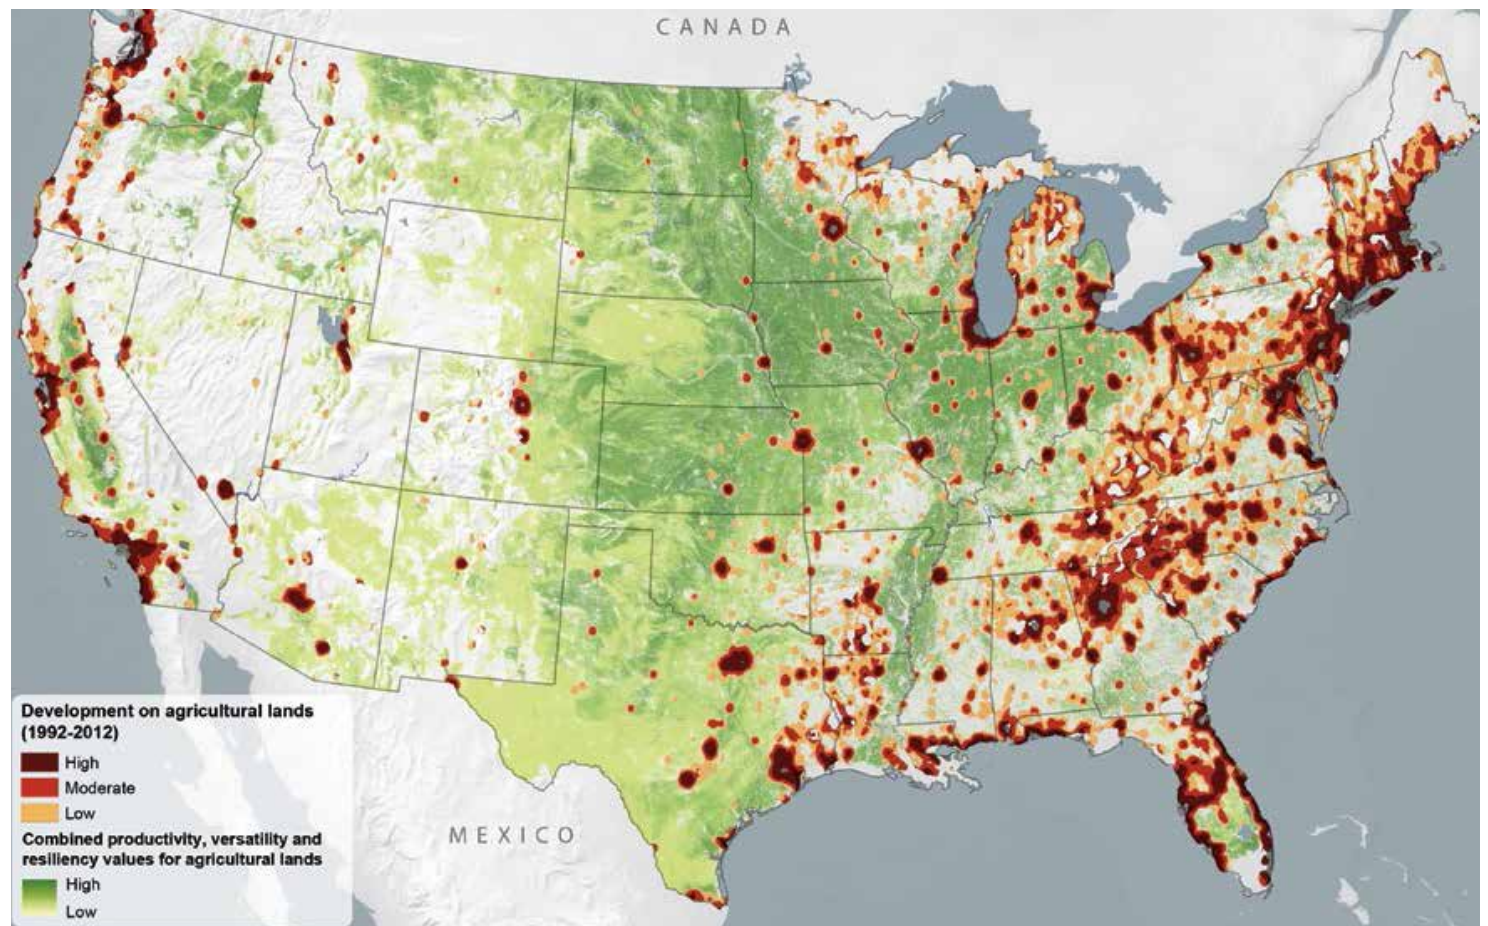 CANADA
MEXICO
Development on agricultural lands
(1992-2012)
High
Moderate
Low
Combined productivity, versatility and
resiliency values for agricultural lands
High
Low